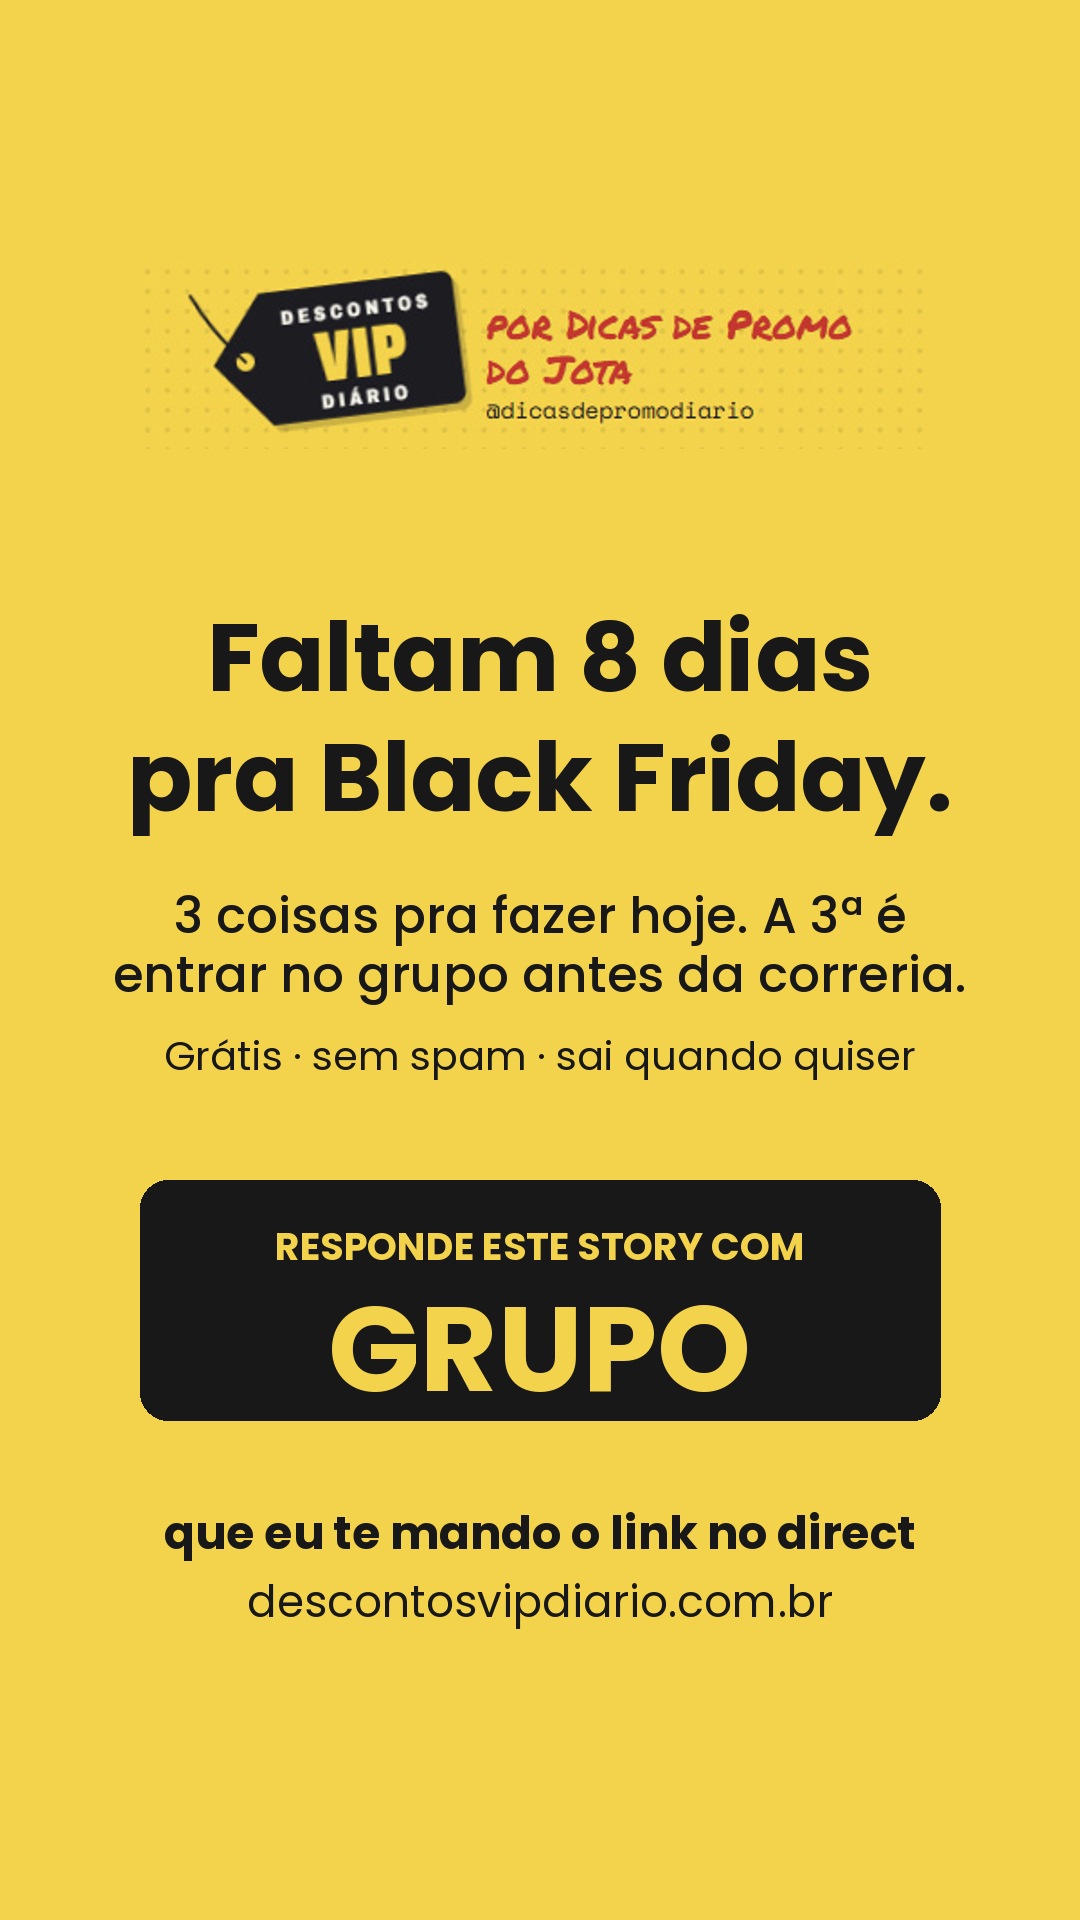 DESCONTOS
VIP
DIÁRIO
POR DICAS DE PROMO
DO JOTA
@dicasdepromodiario
Faltam 8 dias
pra Black Friday.
3 coisas pra fazer hoje. A 3ª é
entrar no grupo antes da correria.
Grátis · sem spam · sai quando quiser
RESPONDE ESTE STORY COM
GRUPO
que eu te mando o link no direct
descontosvipdiario.com.br